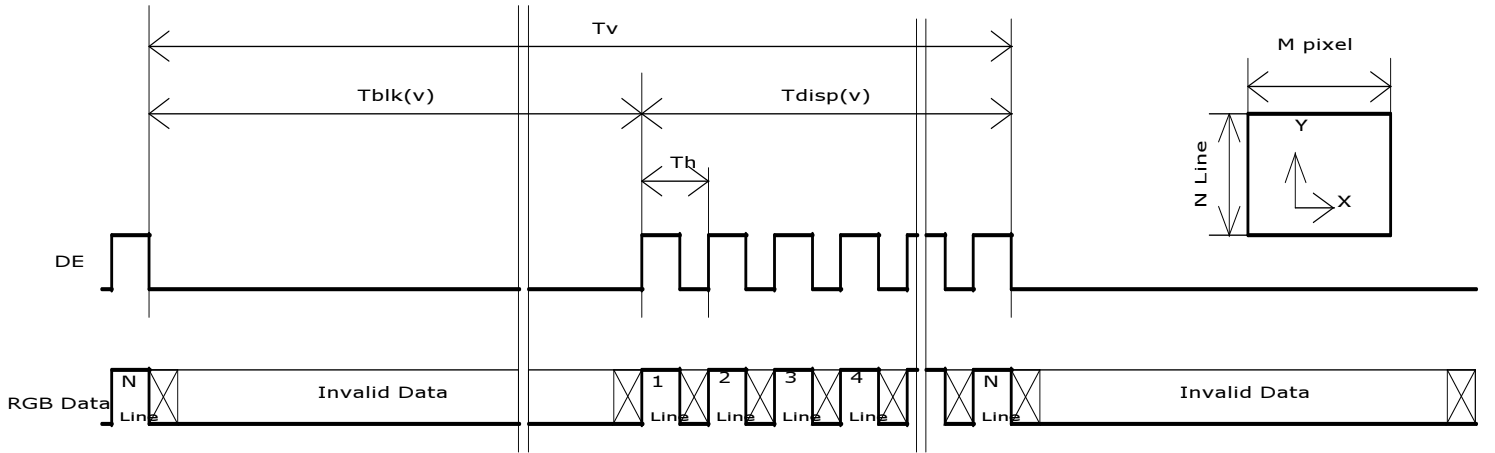 Tv
M pixel
Tblk(v)
Tdisp(v)
Y
Th
N Line
X
DE
N
1
2
3
4
N
Invalid Data
Invalid Data
RGB Data
Line
Line
Line
Line
Line
Line